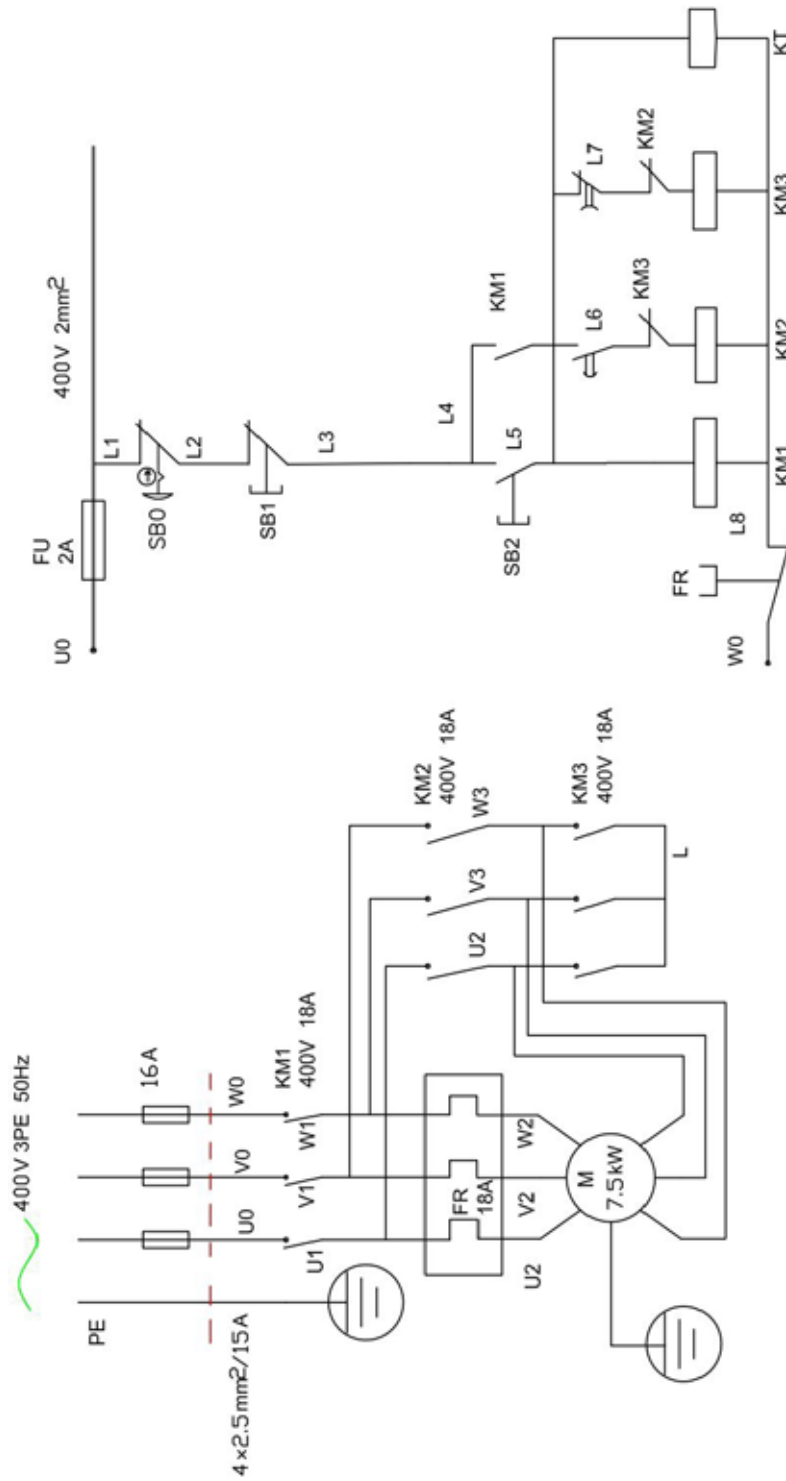 400V 3PE 50Hz
PE
16A
U0
V0
W0
4×2.5mm2/15A
KM1
400V 18A
U1
V1
W1
FR
18A
U2
V2
W2
M
7.5kW
KM2
400V 18A
U2
V3
W3
KM3
400V 18A
L
U0
FU
2A
400V 2mm2
L1
SB0
L2
SB1
L3
L4
KM1
SB2
L5
L6
KM3
L7
KM2
W0
FR
L8
KM1
KM2
KM3
KT